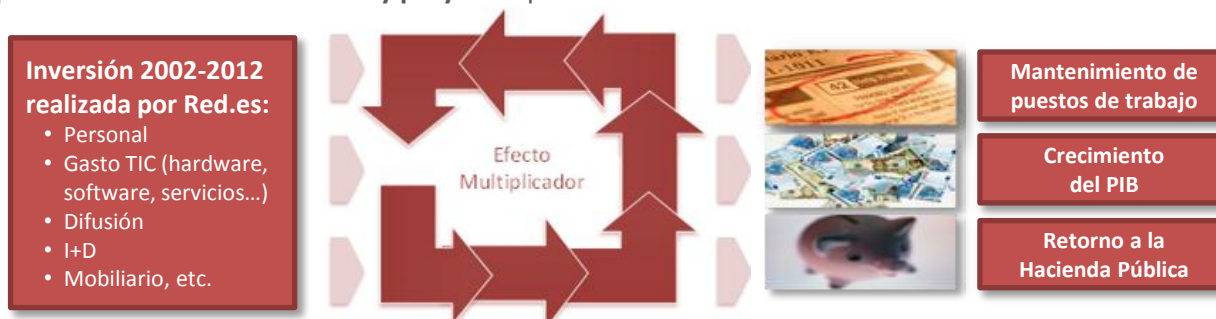 Inversión 2002-2012
realizada por Red.es:
• Personal
• Gasto TIC (hardware,
software, servicios…)
• Difusión
• I+D
• Mobiliario, etc.
Efecto
Multiplicador
42
Mantenimiento de
puestos de trabajo
Crecimiento
del PIB
Retorno a la
Hacienda Pública